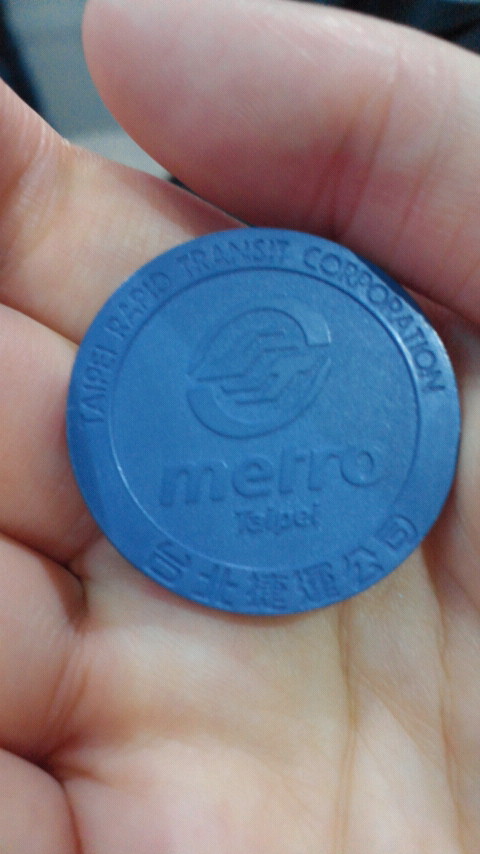 TAIPEI RAPID TRANSIT CORPORATION
metro
Taipei
台北捷運公司